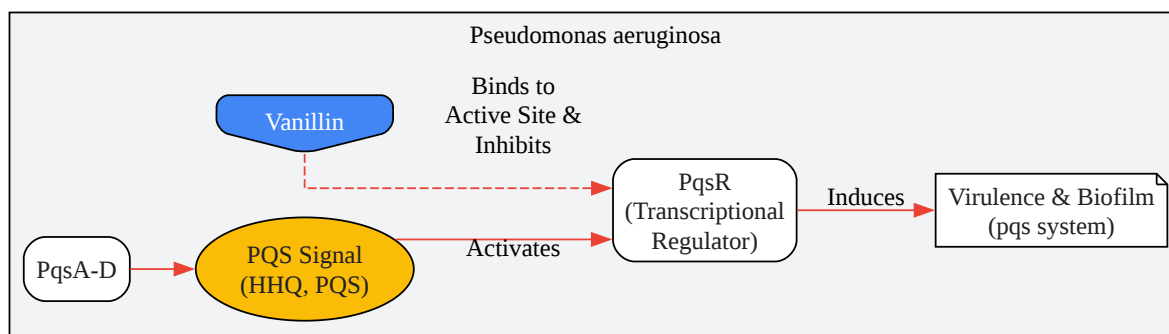 Pseudomonas aeruginosa
Binds to
Active Site &
Inhibits
Vanillin
PqsR
(Transcriptional
Regulator)
Induces
Virulence & Biofilm
(pqs system)
PqsA-D
PQS Signal
(HHQ, PQS)
Activates